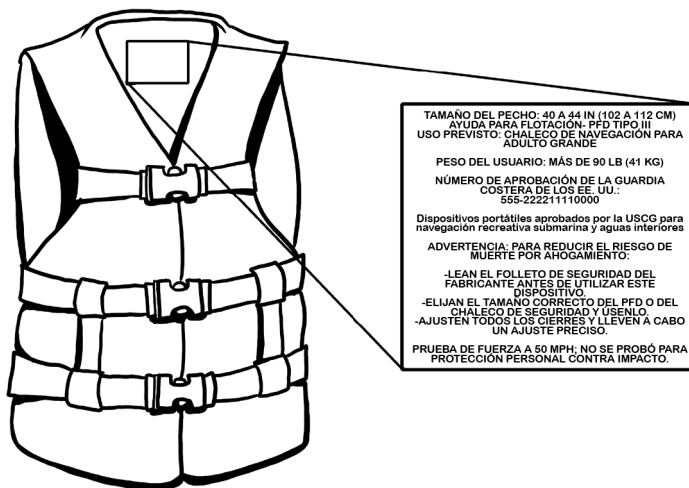 TAMAÑO DEL PECHO: 40 A 44 IN (102 A 112 CM)
AYUDA PARA FLOTACIÓN- PFD TIPO III
USO PREVISTO: CHALECO DE NAVEGACIÓN PARA
ADULTO GRANDE
PESO DEL USUARIO: MÁS DE 90 LB (41 KG)
NÚMERO DE APROBACIÓN DE LA GUARDIA
COSTERA DE LOS EE. UU.:
555-222211110000
Dispositivos portátiles aprobados por la USCG para
navegación recreativa submarina y aguas interiores
ADVERTENCIA: PARA REDUCIR EL RIESGO DE
MUERTE POR AHOGAMIENTO:
-LEAN EL FOLLETO DE SEGURIDAD DEL
FABRICANTE ANTES DE UTILIZAR ESTE
DISPOSITIVO.
-ELIJAN EL TAMAÑO CORRECTO DEL PFD O DEL
CHALECO DE SEGURIDAD Y ÚSENLO.
-AJUSTEN TODOS LOS CIERRES Y LLEVEN A CABO
UN AJUSTE PRECISO.
PRUEBA DE FUERZA A 50 MPH; NO SE PROBÓ PARA
PROTECCIÓN PERSONAL CONTRA IMPACTO.